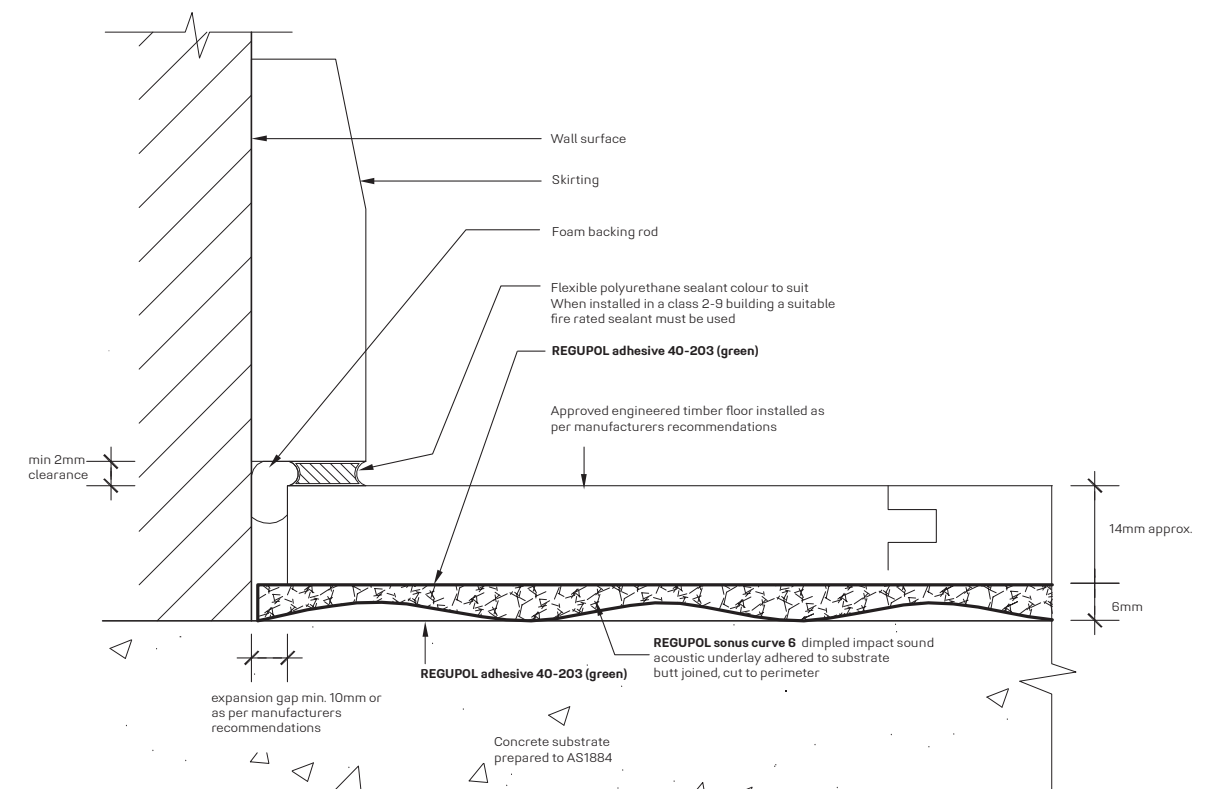 Wall surface
Skirting
Foam backing rod
Flexible polyurethane sealant colour to suit
When installed in a class 2-9 building a suitable
fire rated sealant must be used
REGUPOL adhesive 40-203 (green)
Approved engineered timber floor installed as
per manufacturers recommendations
min 2mm
clearance
14mm approx.
6mm
REGUPOL sonus curve 6 dimpled impact sound
acoustic underlay adhered to substrate
butt joined, cut to perimeter
REGUPOL adhesive 40-203 (green)
expansion gap min. 10mm or
as per manufacturers
recommendations
Concrete substrate
prepared to AS1884